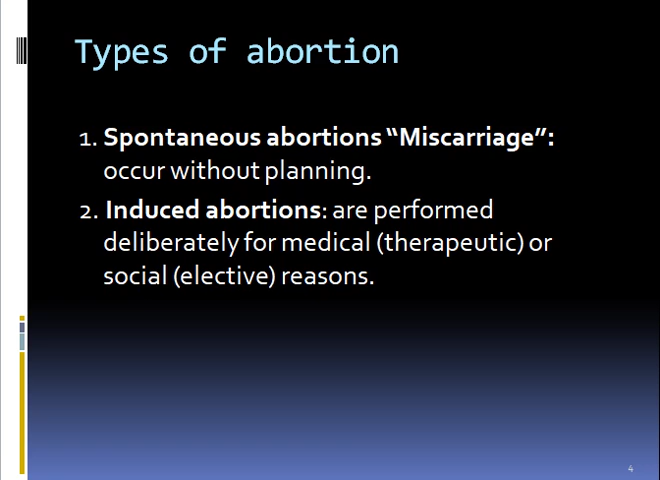 Types of abortion
1. Spontaneous abortions “Miscarriage”:
occur without planning.
2. Induced abortions: are performed
deliberately for medical (therapeutic) or
social (elective) reasons.
4